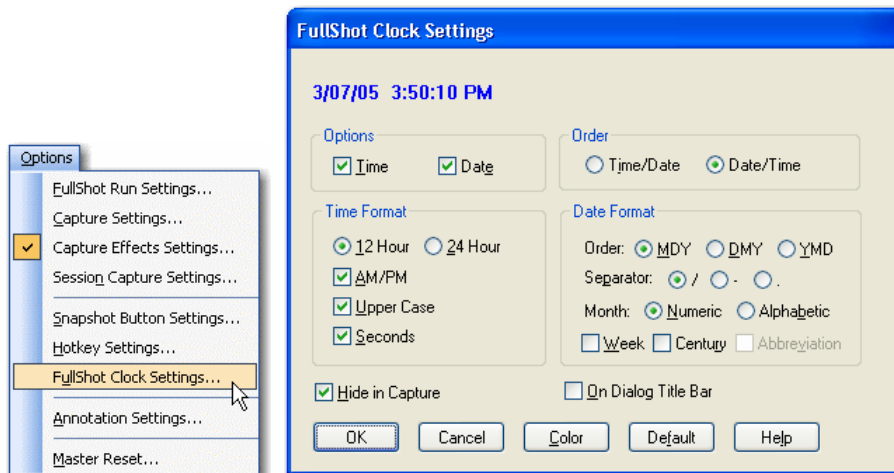 Options
FullShot Run Settings...
Capture Settings...
Capture Effects Settings...
Session Capture Settings...
Snapshot Button Settings...
Hotkey Settings...
FullShot Clock Settings...
Annotation Settings...
Master Reset...
FullShot Clock Settings
3/07/05 3:50:10 PM
Options
Time Date
Order
Time/Date Date/Time
Time Format
12 Hour 24 Hour
AM/PM
Upper Case
Seconds
Date Format
Order: MDY DMY YMD
Separator: / - .
Month: Numeric Alphabetic
Week Century Abbreviation
Hide in Capture
On Dialog Title Bar
OK Cancel Color Default Help